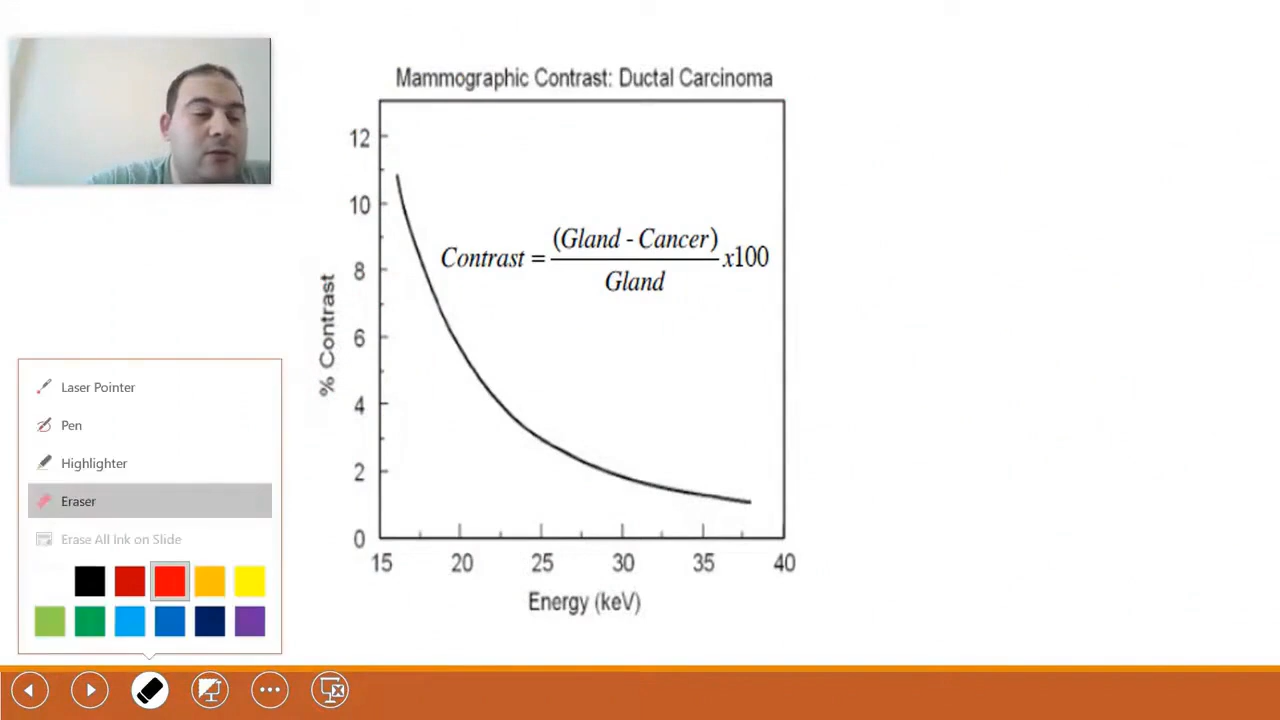 Mammographic Contrast: Ductal Carcinoma
12
10
8
6
4
2
0
% Contrast
Contrast = (Gland - Cancer) / Gland x100
15 20 25 30 35 40
Energy (keV)
Laser Pointer
Pen
Highlighter
Eraser
Erase All Ink on Slide